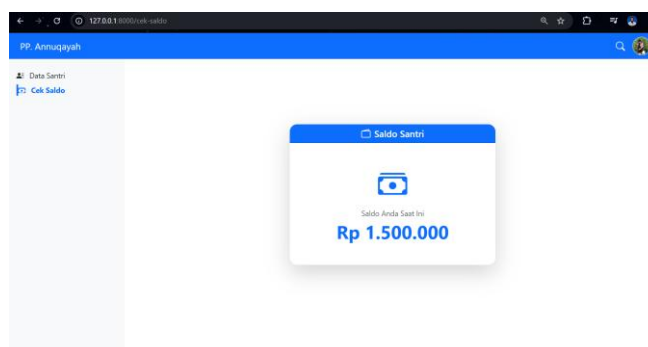 127.0.0.1:8000/cek-saldo
PP. Annuqayah
Data Santri
Cek Saldo
Saldo Santri
Saldo Anda Saat Ini
Rp 1.500.000